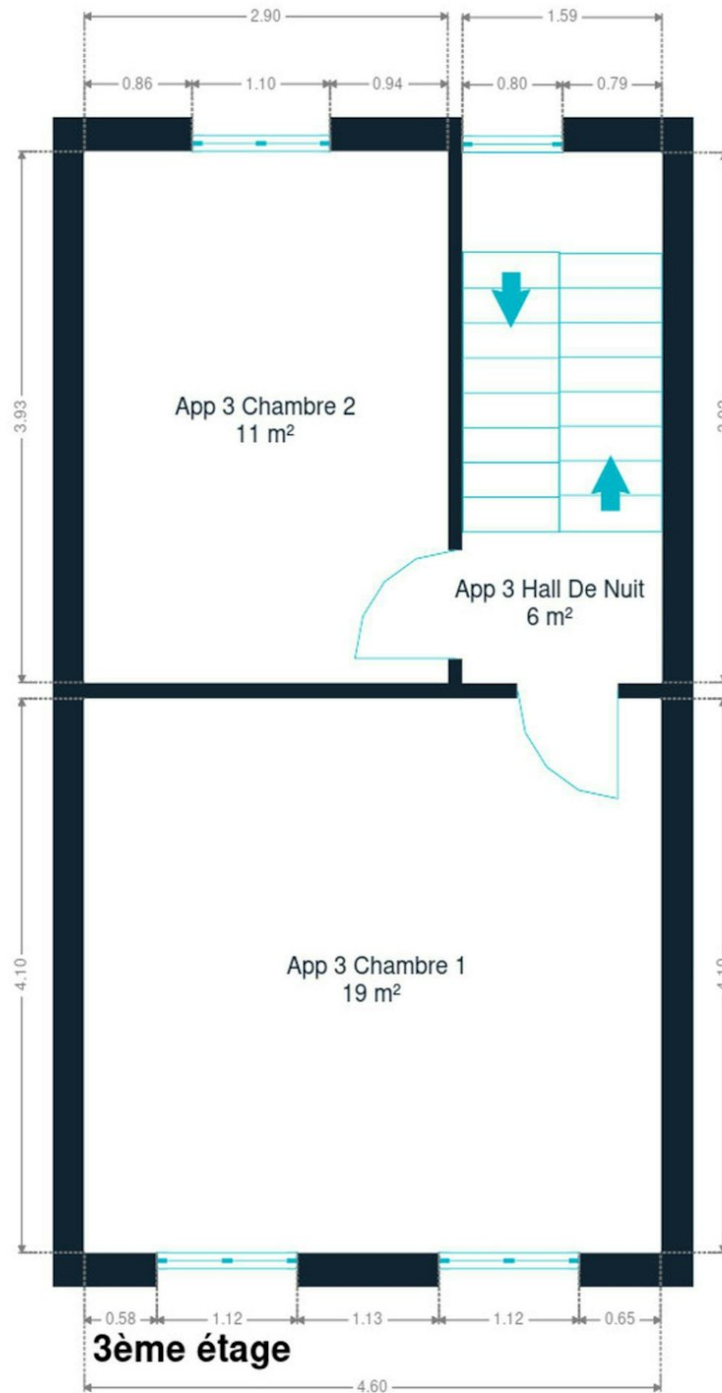 2.90
1.59
0.86
1.10
0.94
0.80
0.79
3.93
App 3 Chambre 2
11 m²
App 3 Hall De Nuit
6 m²
4.10
App 3 Chambre 1
19 m²
0.58
1.12
1.13
1.12
0.65
3ème étage
4.60